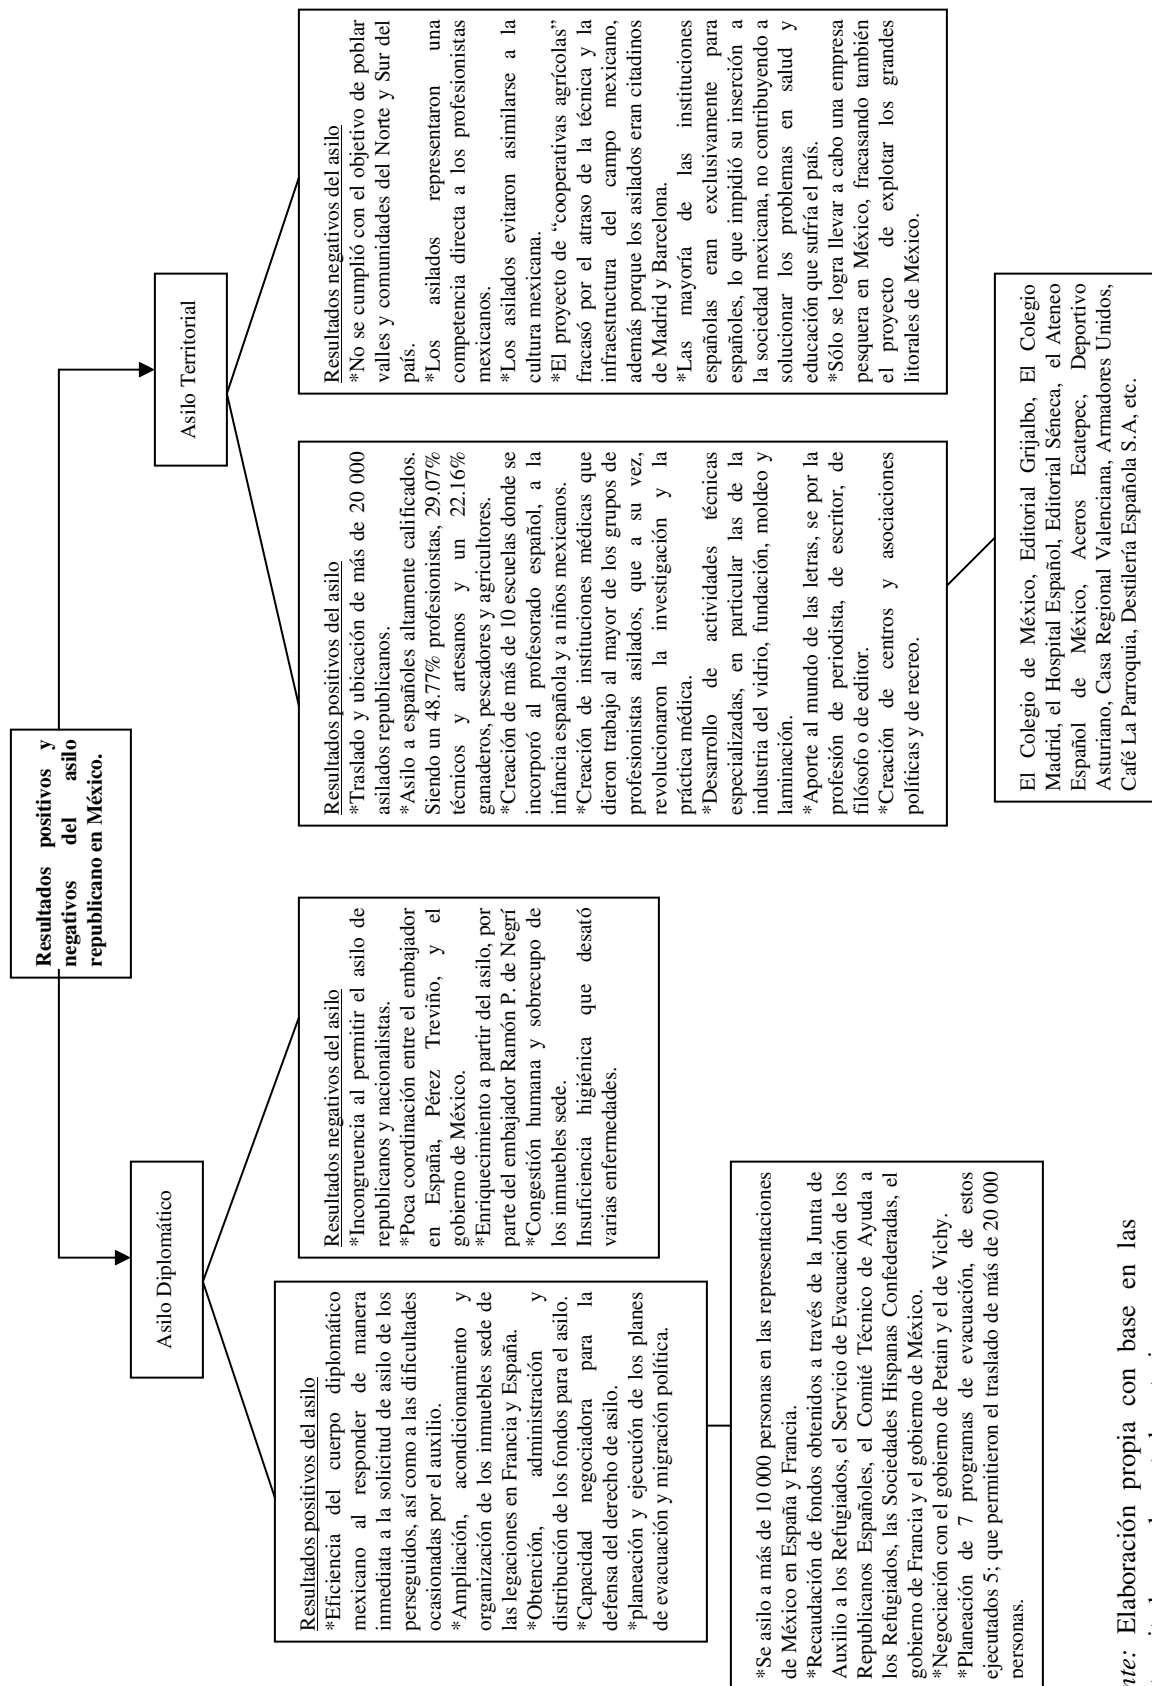 Resultados positivos y
negativos del asilo
republicano en México.
Asilo Diplomático
Resultados positivos del asilo
*Eficiencia del cuerpo diplomático
mexicano al responder de manera
inmediata a la solicitud de asilo de los
perseguidos, así como a las dificultades
ocasionadas por el auxilio.
*Ampliación, acondicionamiento y
organización de los inmuebles sede de
las legaciones en Francia y España.
*Obtención, administración y
distribución de los fondos para el asilo.
*Capacidad negociadora para la
defensa del derecho de asilo.
*planeación y ejecución de los planes
de evacuación y migración política.
*Se asilo a más de 10 000 personas en las representaciones
de México en España y Francia.
*Recaudación de fondos obtenidos a través de la Junta de
Auxilio a los Refugiados, el Servicio de Evacuación de los
Republicanos Españoles, el Comité Técnico de Ayuda a
los Refugiados, las Sociedades Hispanas Confederadas, el
gobierno de Francia y el gobierno de México.
*Negociación con el gobierno de Petain y el de Vichy.
*Planeación de 7 programas de evacuación, de estos
ejecutados 5; que permitieron el traslado de más de 20 000
personas.
Resultados negativos del asilo
*Incongruencia al permitir el asilo de
republicanos y nacionalistas.
*Poca coordinación entre el embajador
en España, Pérez Treviño, y el
gobierno de México.
*Enriquecimiento a partir del asilo, por
parte del embajador Ramón P. de Negrí
*Congestión humana y sobrecupo de
los inmuebles sede.
Insuficiencia higiénica que desató
varias enfermedades.
Asilo Territorial
Resultados positivos del asilo
*Traslado y ubicación de más de 20 000
asilados republicanos.
*Asilo a españoles altamente calificados.
Siendo un 48.77% profesionistas, 29.07%
técnicos y artesanos y un 22.16%
ganaderos, pescadores y agricultores.
*Creación de más de 10 escuelas donde se
incorporó al profesorado español, a la
infancia española y a niños mexicanos.
*Creación de instituciones médicas que
dieron trabajo al mayor de los grupos de
profesionistas asilados, que a su vez,
revolucionaron la investigación y la
práctica médica.
*Desarrollo de actividades técnicas
especializadas, en particular las de la
industria del vidrio, fundación, moldeo y
laminación.
*Aporte al mundo de las letras, se por la
profesión de periodista, de escritor, de
filósofo o de editor.
*Creación de centros y asociaciones
políticas y de recreo.
El Colegio de México, Editorial Grijalbo, El Colegio
Madrid, el Hospital Español, Editorial Séneca, el Ateneo
Español de México, Aceros Ecatepec, Deportivo
Asturiano, Casa Regional Valenciana, Armadores Unidos,
Café La Parroquia, Destilería Española S.A, etc.
Resultados negativos del asilo
*No se cumplió con el objetivo de poblar
valles y comunidades del Norte y Sur del
país.
*Los asilados representaron una
competencia directa a los profesionistas
mexicanos.
*Los asilados evitaron asimilarse a la
cultura mexicana.
*El proyecto de “cooperativas agrícolas”
fracasó por el atraso de la técnica y la
infraestructura del campo mexicano,
además porque los asilados eran citadinos
de Madrid y Barcelona.
*Las mayoría de las instituciones
españolas eran exclusivamente para
españoles, lo que impidió su inserción a
la sociedad mexicana, no contribuyendo a
solucionar los problemas en salud y
educación que sufría el país.
*Sólo se logra llevar a cabo una empresa
pesquera en México, fracasando también
el proyecto de explotar los grandes
litorales de México.
nte: Elaboración propia con base en las